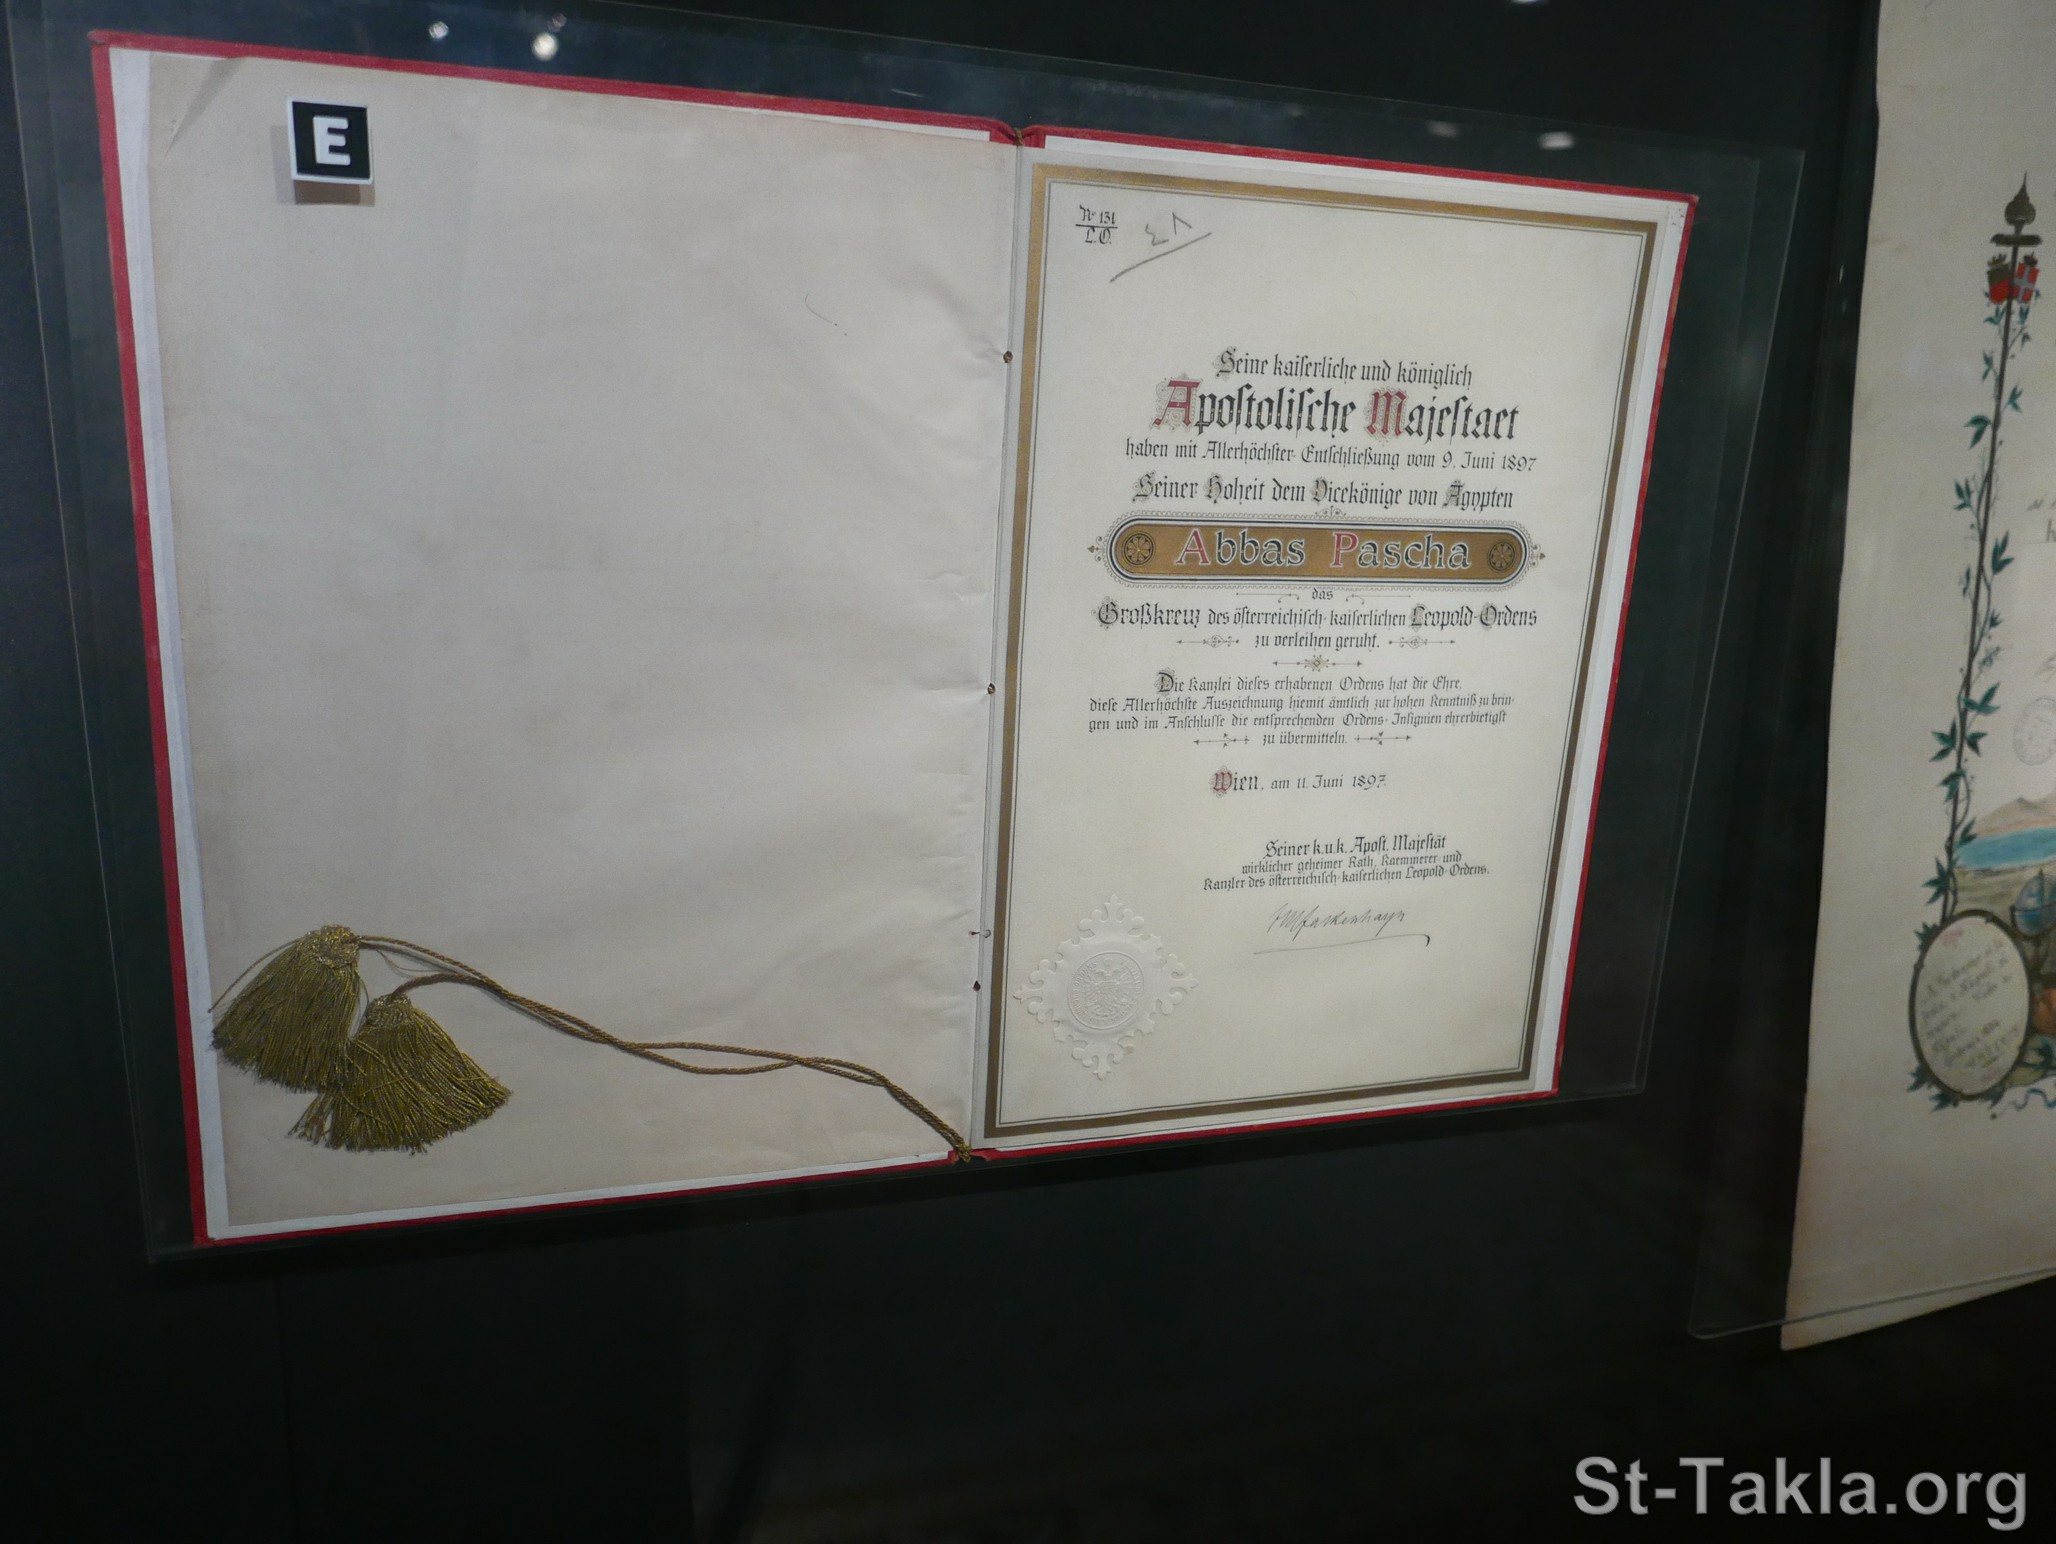 E
No 131
L. O.
٤٨
Seine kaiserliche und königlich
Apostolische Majestaet
haben mit Allerhöchster Entschließung vom 9. Juni 1897
Seiner Hoheit dem Vicekönige von Ägypten
Abbas Pascha
das
Großkreuz des österreichisch-kaiserlichen Leopold-Ordens
zu verleihen geruht.
Die Kanzlei dieses erhabenen Ordens hat die Ehre,
diese Allerhöchste Auszeichnung hiemit ämtlich zur hohen Kenntniß zu brin-
gen und im Anschlusse die entsprechenden Ordens-Insignien ehrerbietigst
zu übermitteln.
Wien, am 11. Juni 1897.
Seiner k.u.k. Apost. Majestät
wirklicher geheimer Rath, Kaemmerer und
Kanzler des österreichisch-kaiserlichen Leopold-Ordens.
Falkenhayn
St-Takla.org